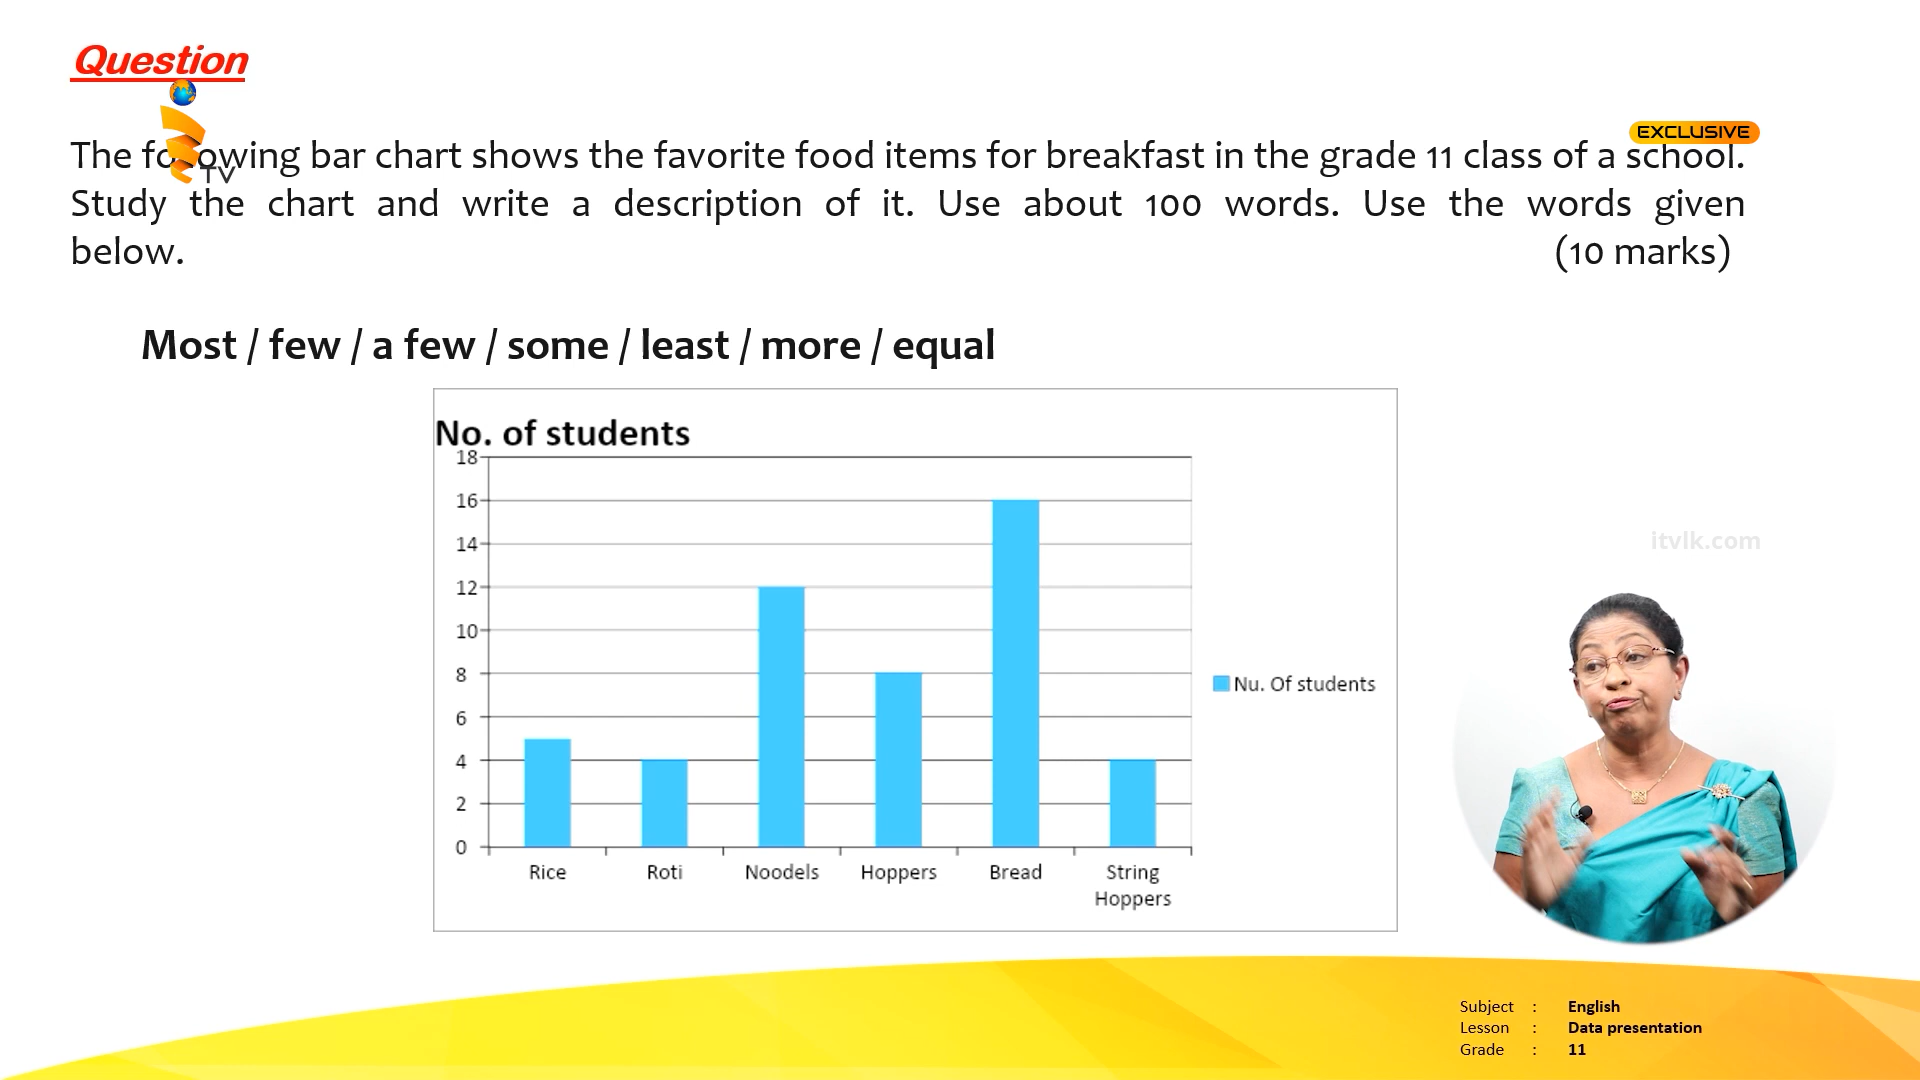 Question
EXCLUSIVE
The following bar chart shows the favorite food items for breakfast in the grade 11 class of a school.
TV
Study the chart and write a description of it. Use about 100 words. Use the words given
below. (10 marks)
Most / few / a few / some / least / more / equal
No. of students
18
16
14
12
10
8
6
4
2
0
Rice Roti Noodels Hoppers Bread String
Hoppers
Nu. Of students
itvlk.com
Subject : English
Lesson : Data presentation
Grade : 11